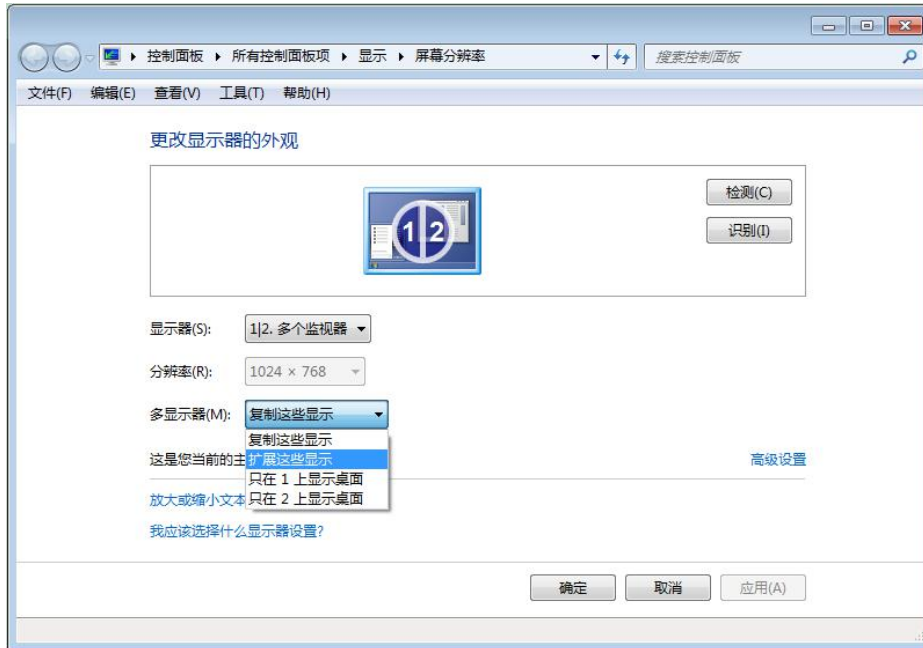 控制面板 ▸ 所有控制面板项 ▸ 显示 ▸ 屏幕分辨率 搜索控制面板
文件(F) 编辑(E) 查看(V) 工具(T) 帮助(H)
更改显示器的外观
检测(C)
1|2
识别(I)
显示器(S): 1|2. 多个监视器
分辨率(R): 1024 × 768
多显示器(M): 复制这些显示
复制这些显示
这是您当前的主 扩展这些显示 高级设置
只在 1 上显示桌面
放大或缩小文本 只在 2 上显示桌面
我应该选择什么显示器设置?
确定 取消 应用(A)